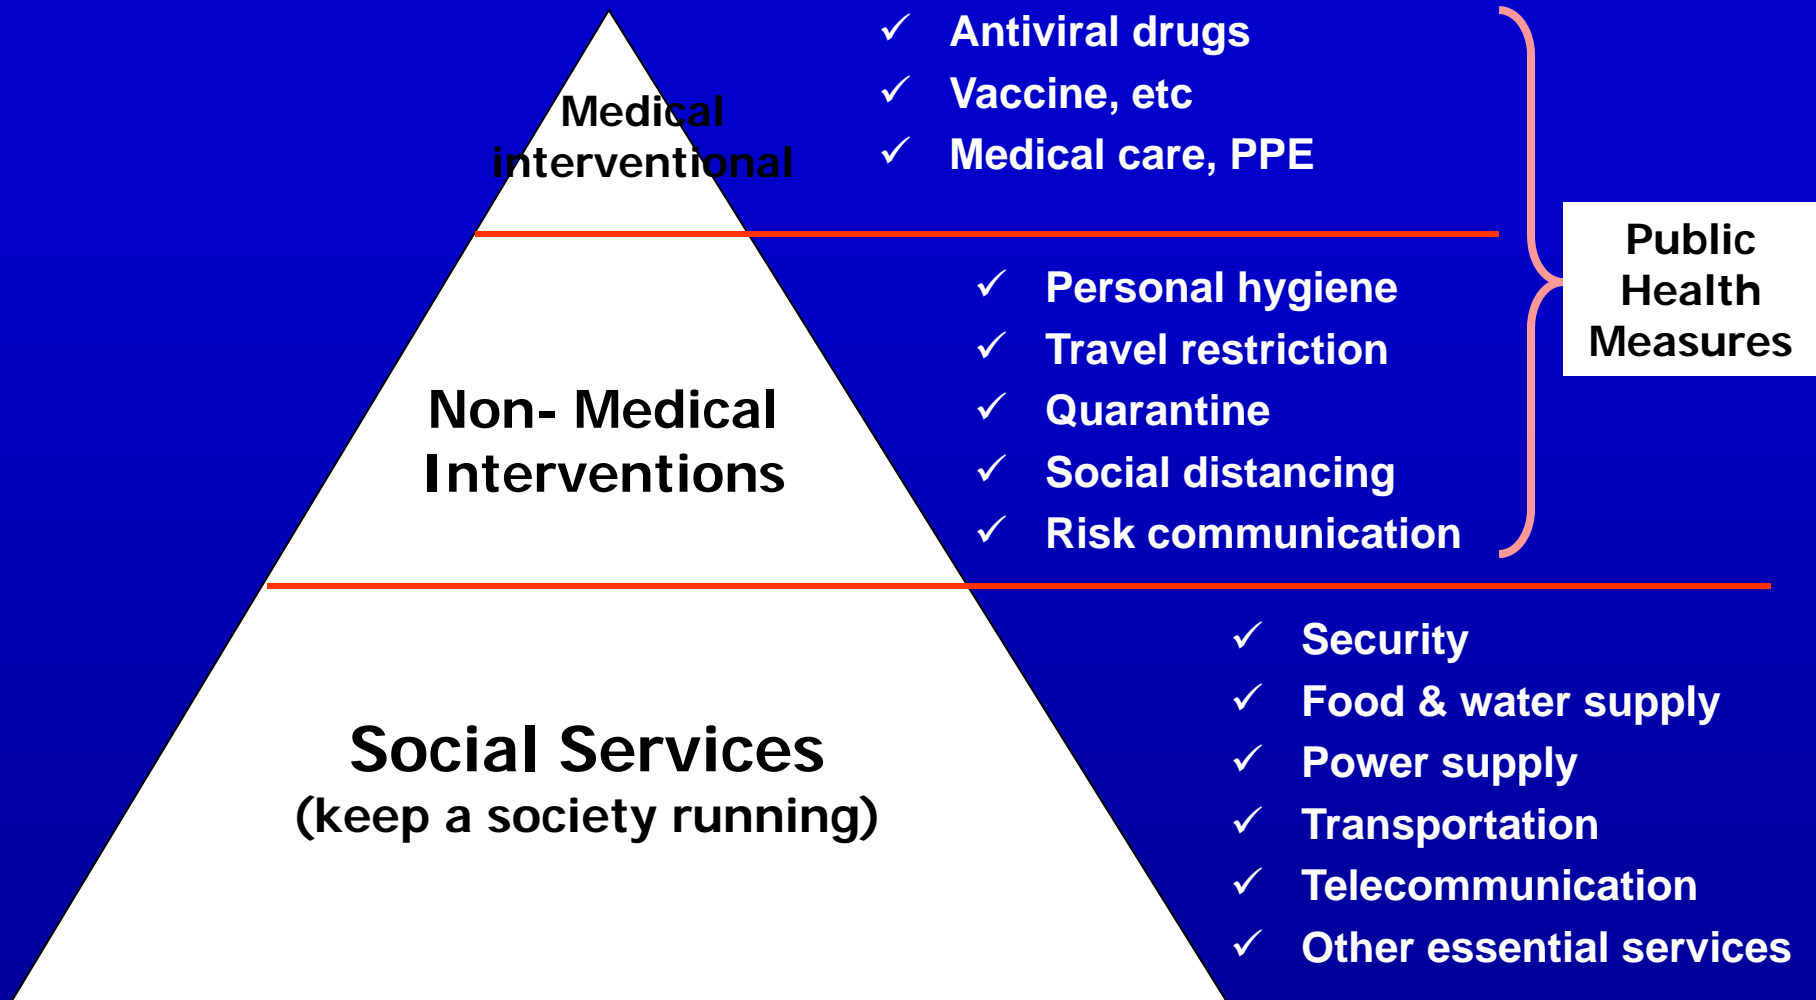 Medical
interventional
✓ Antiviral drugs
✓ Vaccine, etc
✓ Medical care, PPE
Non- Medical
Interventions
✓ Personal hygiene
✓ Travel restriction
✓ Quarantine
✓ Social distancing
✓ Risk communication
Public
Health
Measures
Social Services
(keep a society running)
✓ Security
✓ Food & water supply
✓ Power supply
✓ Transportation
✓ Telecommunication
✓ Other essential services